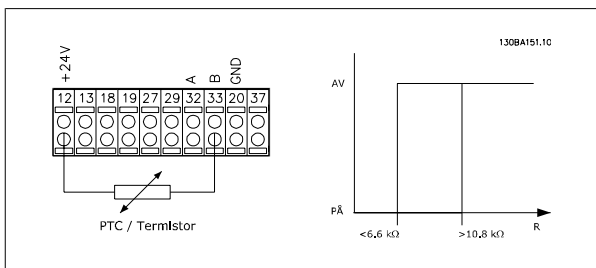 130BA151.10
+24V
A
B
GND
12 13 18 19 27 29 32 33 20 37
PTC / Termistor
AV
PÅ
<6.6 kΩ
>10.8 kΩ
R